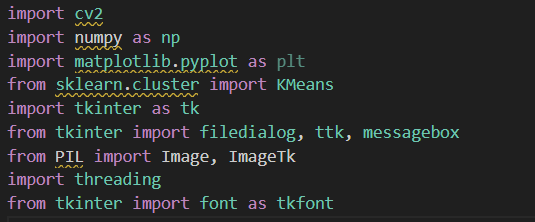 import cv2
import numpy as np
import matplotlib.pyplot as plt
from sklearn.cluster import KMeans
import tkinter as tk
from tkinter import filedialog, ttk, messagebox
from PIL import Image, ImageTk
import threading
from tkinter import font as tkfont